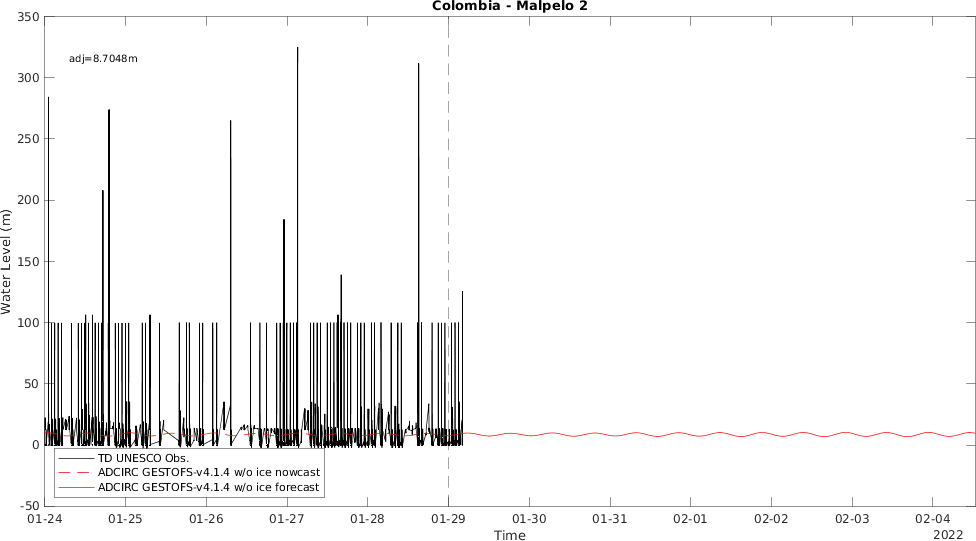 Colombia - Malpelo 2
350
300
250
200
150
100
50
0
-50
Water Level (m)
adj=8.7048m
TD UNESCO Obs.
ADCIRC GESTOFS-v4.1.4 w/o ice nowcast
ADCIRC GESTOFS-v4.1.4 w/o ice forecast
01-24 01-25 01-26 01-27 01-28 01-29 01-30 01-31 02-01 02-02 02-03 02-04
Time
2022